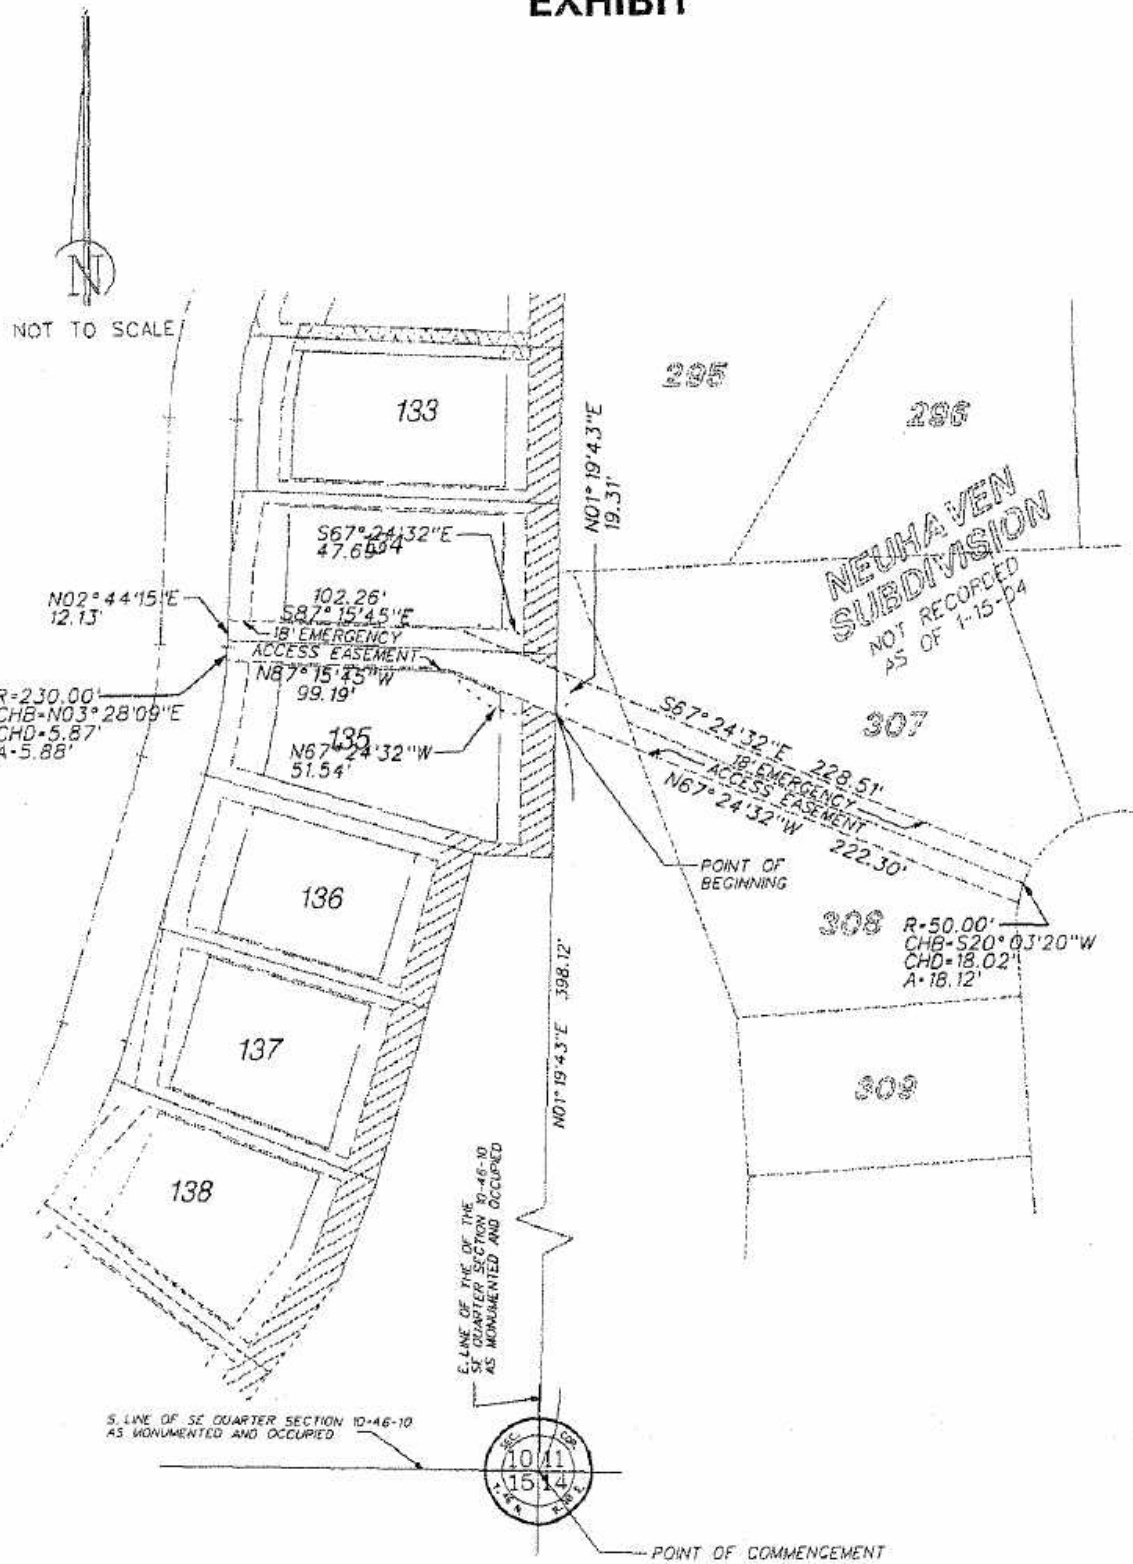 EXHIBIT
N
NOT TO SCALE
133
295
296
N01°19'43"E
19.31'
S67°24'32"E
47.69'
NEUHAVEN
SUBDIVISION
NOT RECORDED
AS OF 1-15-04
N02°44'15"E
12.13'
102.26'
S87°15'45"E
18' EMERGENCY
ACCESS EASEMENT
N87°15'45"W
99.19'
R=230.00'
CHB=N03°28'09"E
CHD=5.87'
A=5.88'
135
N67°24'32"W
51.54'
307
S67°24'32"E 228.51'
18' EMERGENCY
ACCESS EASEMENT
N67°24'32"W 222.30'
POINT OF
BEGINNING
136
308
R=50.00'
CHB=S20°03'20"W
CHD=18.02'
A=18.12'
N01°19'43"E 398.12'
137
309
138
E. LINE OF THE OF THE
SE QUARTER SECTION 10-46-10
AS MONUMENTED AND OCCUPIED
S. LINE OF SE QUARTER SECTION 10-46-10
AS MONUMENTED AND OCCUPIED
SEC. COR.
10 11
15 14
T. 46 N.
POINT OF COMMENCEMENT